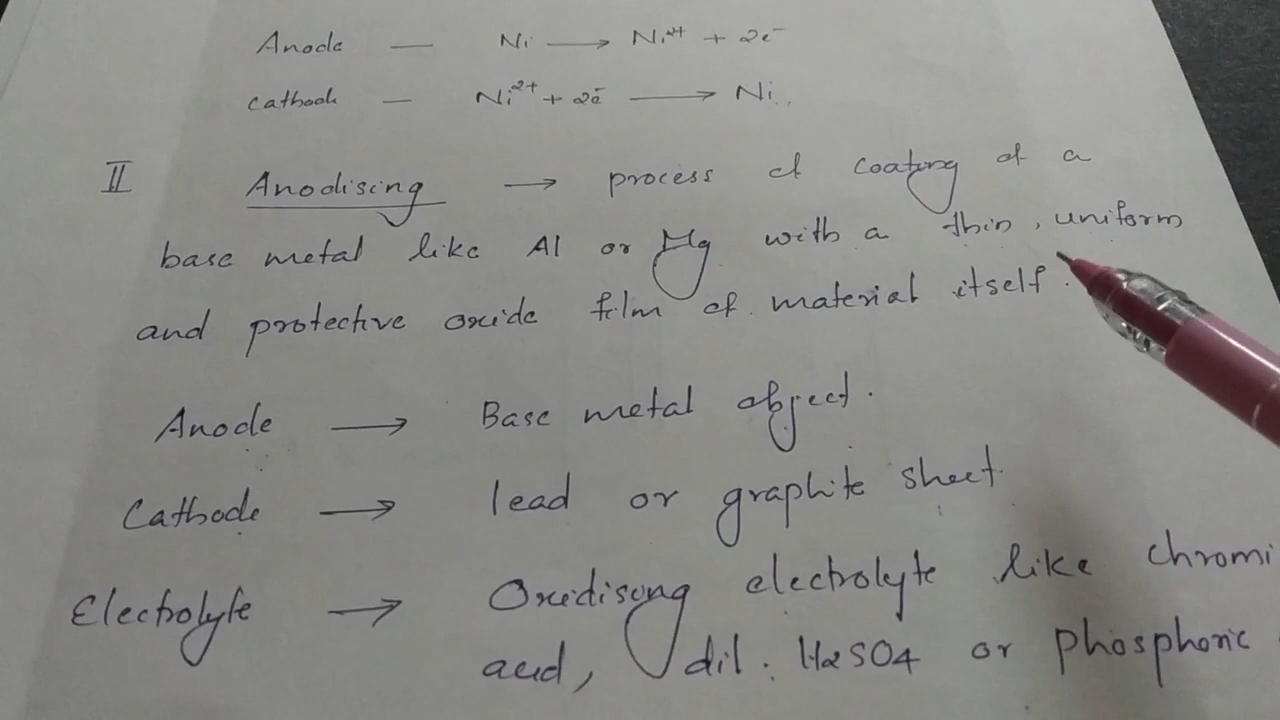 Anode — Ni → Ni²⁺ + 2e⁻
Cathode — Ni²⁺ + 2e⁻ → Ni.
II Anodising → process of coating of a
base metal like Al or Mg with a thin, uniform
and protective oxide film of material itself.
Anode → Base metal object.
Cathode → lead or graphite sheet.
Electrolyte → Oxidising electrolyte like chromi
acid, dil. H2SO4 or phosphoric